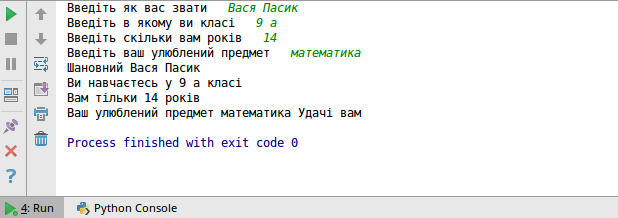 Введіть як вас звати Вася Пасик
Введіть в якому ви класі 9 а
Введіть скільки вам років 14
Введіть ваш улюблений предмет математика
Шановний Вася Пасик
Ви навчаєтесь у 9 а класі
Вам тільки 14 років
Ваш улюблений предмет математика Удачі вам
Process finished with exit code 0
4: Run Python Console